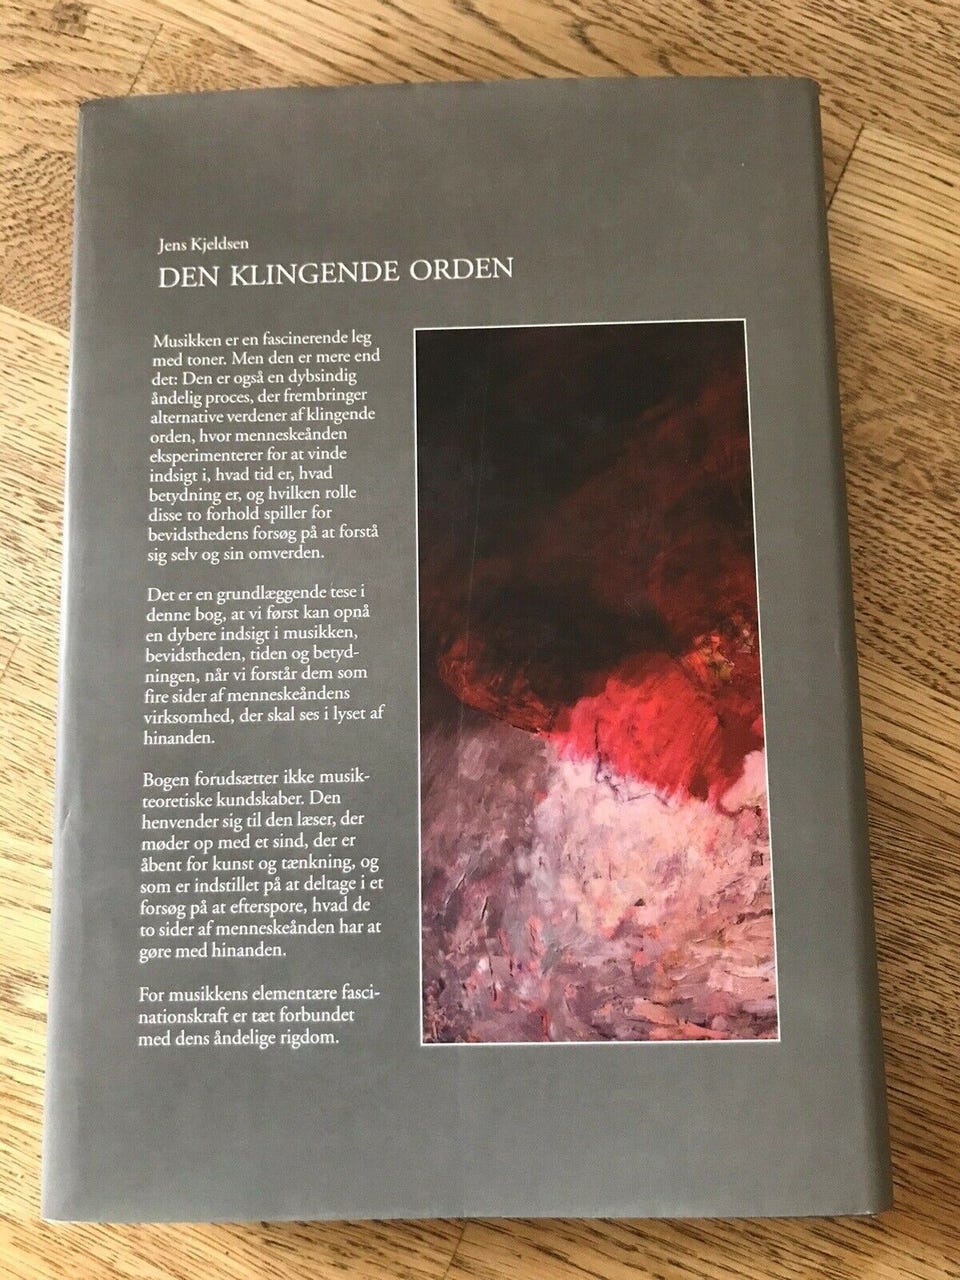 Jens Kjeldsen
DEN KLINGENDE ORDEN
Musikken er en fascinerende leg
med toner. Men den er mere end
det: Den er også en dybsindig
åndelig proces, der frembringer
alternative verdener af klingende
orden, hvor menneskeånden
eksperimenterer for at vinde
indsigt i, hvad tid er, hvad
betydning er, og hvilken rolle
disse to forhold spiller for
bevidsthedens forsøg på at forstå
sig selv og sin omverden.
Det er en grundlæggende tese i
denne bog, at vi først kan opnå
en dybere indsigt i musikken,
bevidstheden, tiden og betyd-
ningen, når vi forstår dem som
fire sider af menneskeåndens
virksomhed, der skal ses i lyset af
hinanden.
Bogen forudsætter ikke musik-
teoretiske kundskaber. Den
henvender sig til den læser, der
møder op med et sind, der er
åbent for kunst og tænkning, og
som er indstillet på at deltage i et
forsøg på at efterspore, hvad de
to sider af menneskeånden har at
gøre med hinanden.
For musikkens elementære fasci-
nationskraft er tæt forbundet
med dens åndelige rigdom.